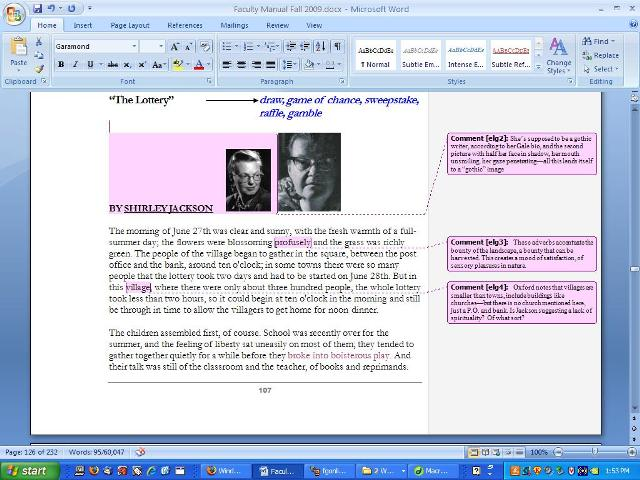 Faculty Manual Fall 2009.docx - Microsoft Word
Home Insert Page Layout References Mailings Review View
Paste
Garamond
Find
Replace
Select
AaBbCcDdEe AaBbCcDdEe AaBbCcDdEe AaBbCcDdEe
¶ Normal Subtle Em... Intense E... Subtle Ref...
Change
Styles
Clipboard Font Paragraph Styles Editing
“The Lottery” draw, game of chance, sweepstake,
raffle, gamble
BY SHIRLEY JACKSON
The morning of June 27th was clear and sunny, with the fresh warmth of a full-
summer day; the flowers were blossoming profusely and the grass was richly
green. The people of the village began to gather in the square, between the post
office and the bank, around ten o'clock; in some towns there were so many
people that the lottery took two days and had to be started on June 28th. But in
this village, where there were only about three hundred people, the whole lottery
took less than two hours, so it could begin at ten o'clock in the morning and still
be through in time to allow the villagers to get home for noon dinner.
The children assembled first, of course. School was recently over for the
summer, and the feeling of liberty sat uneasily on most of them; they tended to
gather together quietly for a while before they broke into boisterous play. And
their talk was still of the classroom and the teacher, of books and reprimands.
107
Comment [elg2]: She's supposed to be a gothic
writer, according to her Gale bio, and the second
picture with half her face in shadow, her mouth
unsmiling, her gaze penetrating—all this lends itself
to a “gothic” image
Comment [elg3]: These adverbs accentuate the
bounty of the landscape, a bounty that can be
harvested. This creates a mood of satisfaction,
of sensory pleasures in nature.
Comment [elg4]: Oxford notes that villages are
smaller than towns, include buildings like
churches—but there is no church mentioned here,
just a P.O. and bank. Is Jackson suggesting a lack of
spirituality? Of what sort?
Page: 126 of 232 Words: 95/60,047 100%
start Wind... Facul... fgonli... 2 W... Macr... 1:53 PM